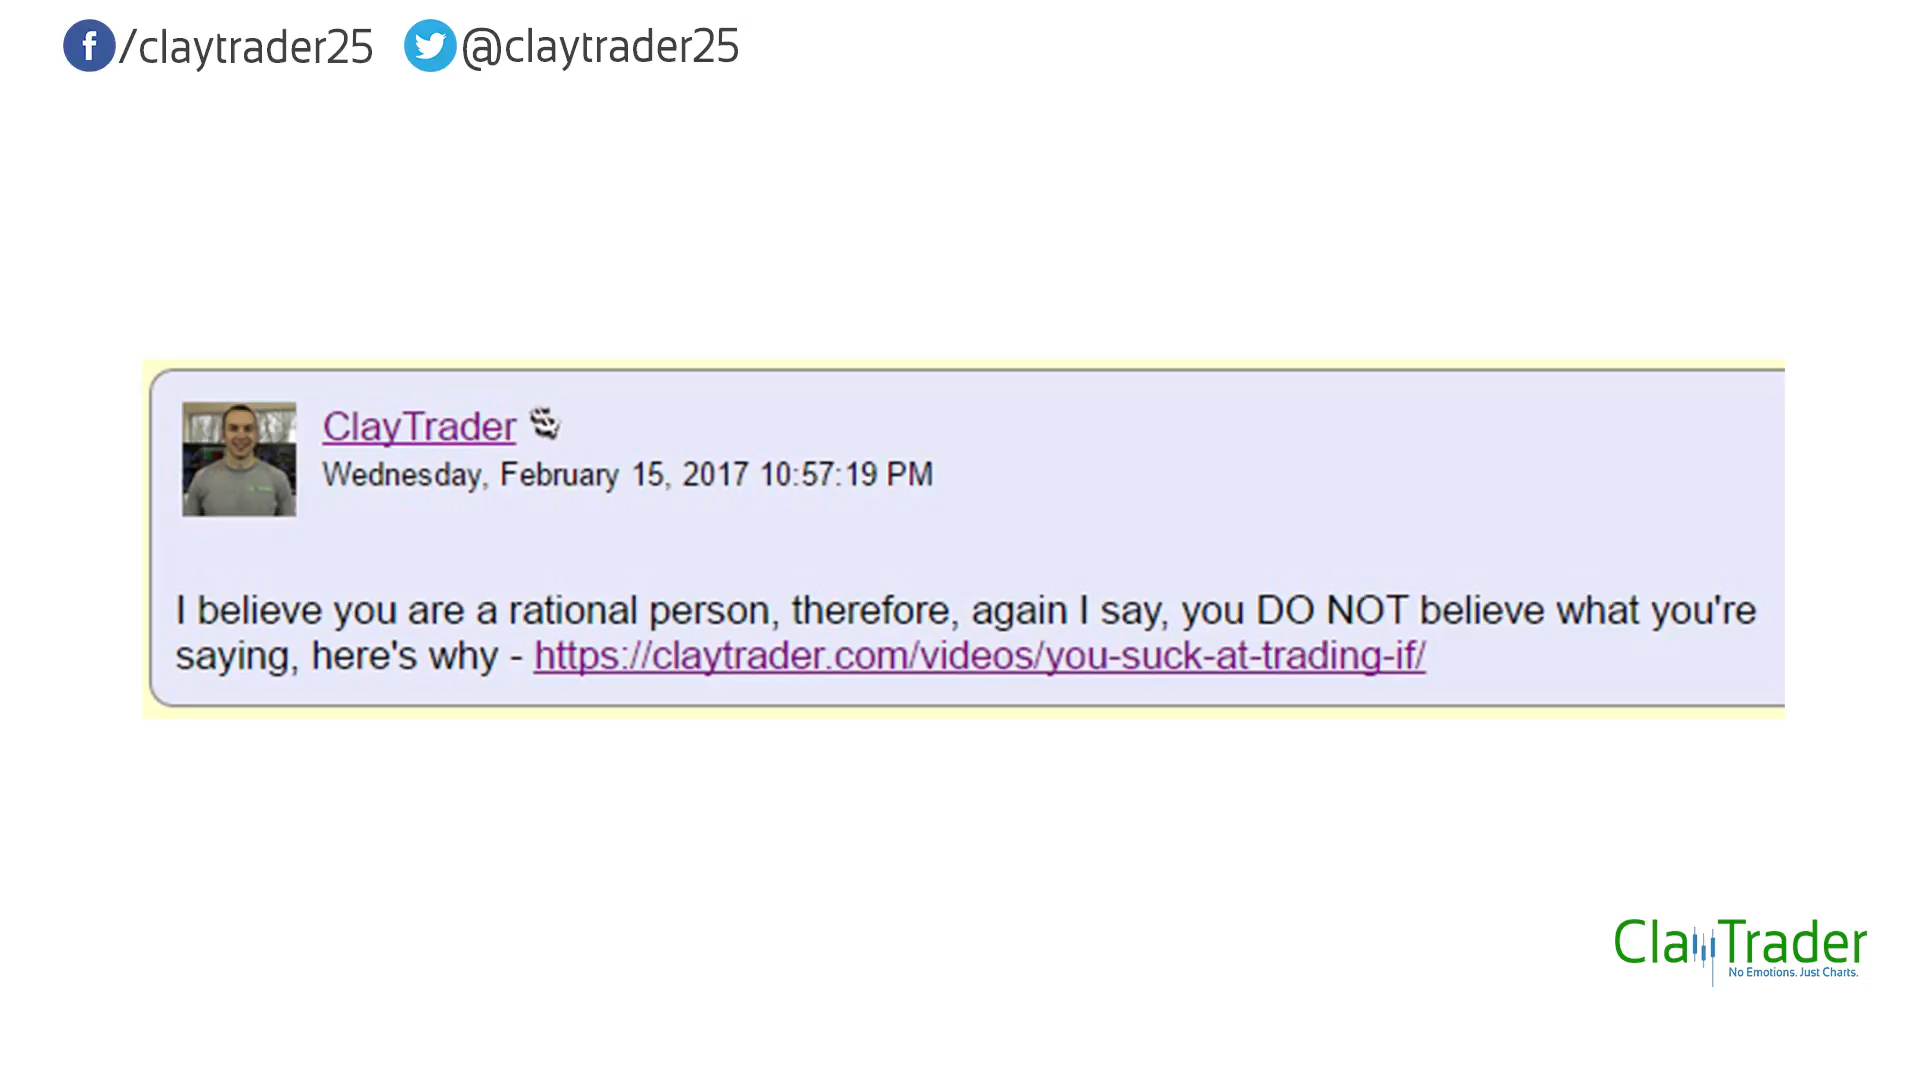 /claytrader25 @claytrader25
ClayTrader
Wednesday, February 15, 2017 10:57:19 PM
I believe you are a rational person, therefore, again I say, you DO NOT believe what you're
saying, here's why - https://claytrader.com/videos/you-suck-at-trading-if/
ClayTrader
No Emotions. Just Charts.